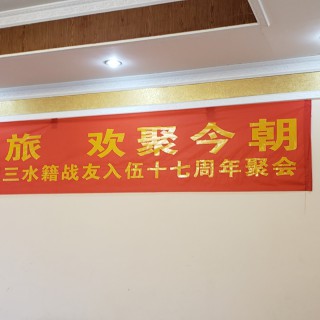 旅 欢聚今朝
三水籍战友入伍十七周年聚会